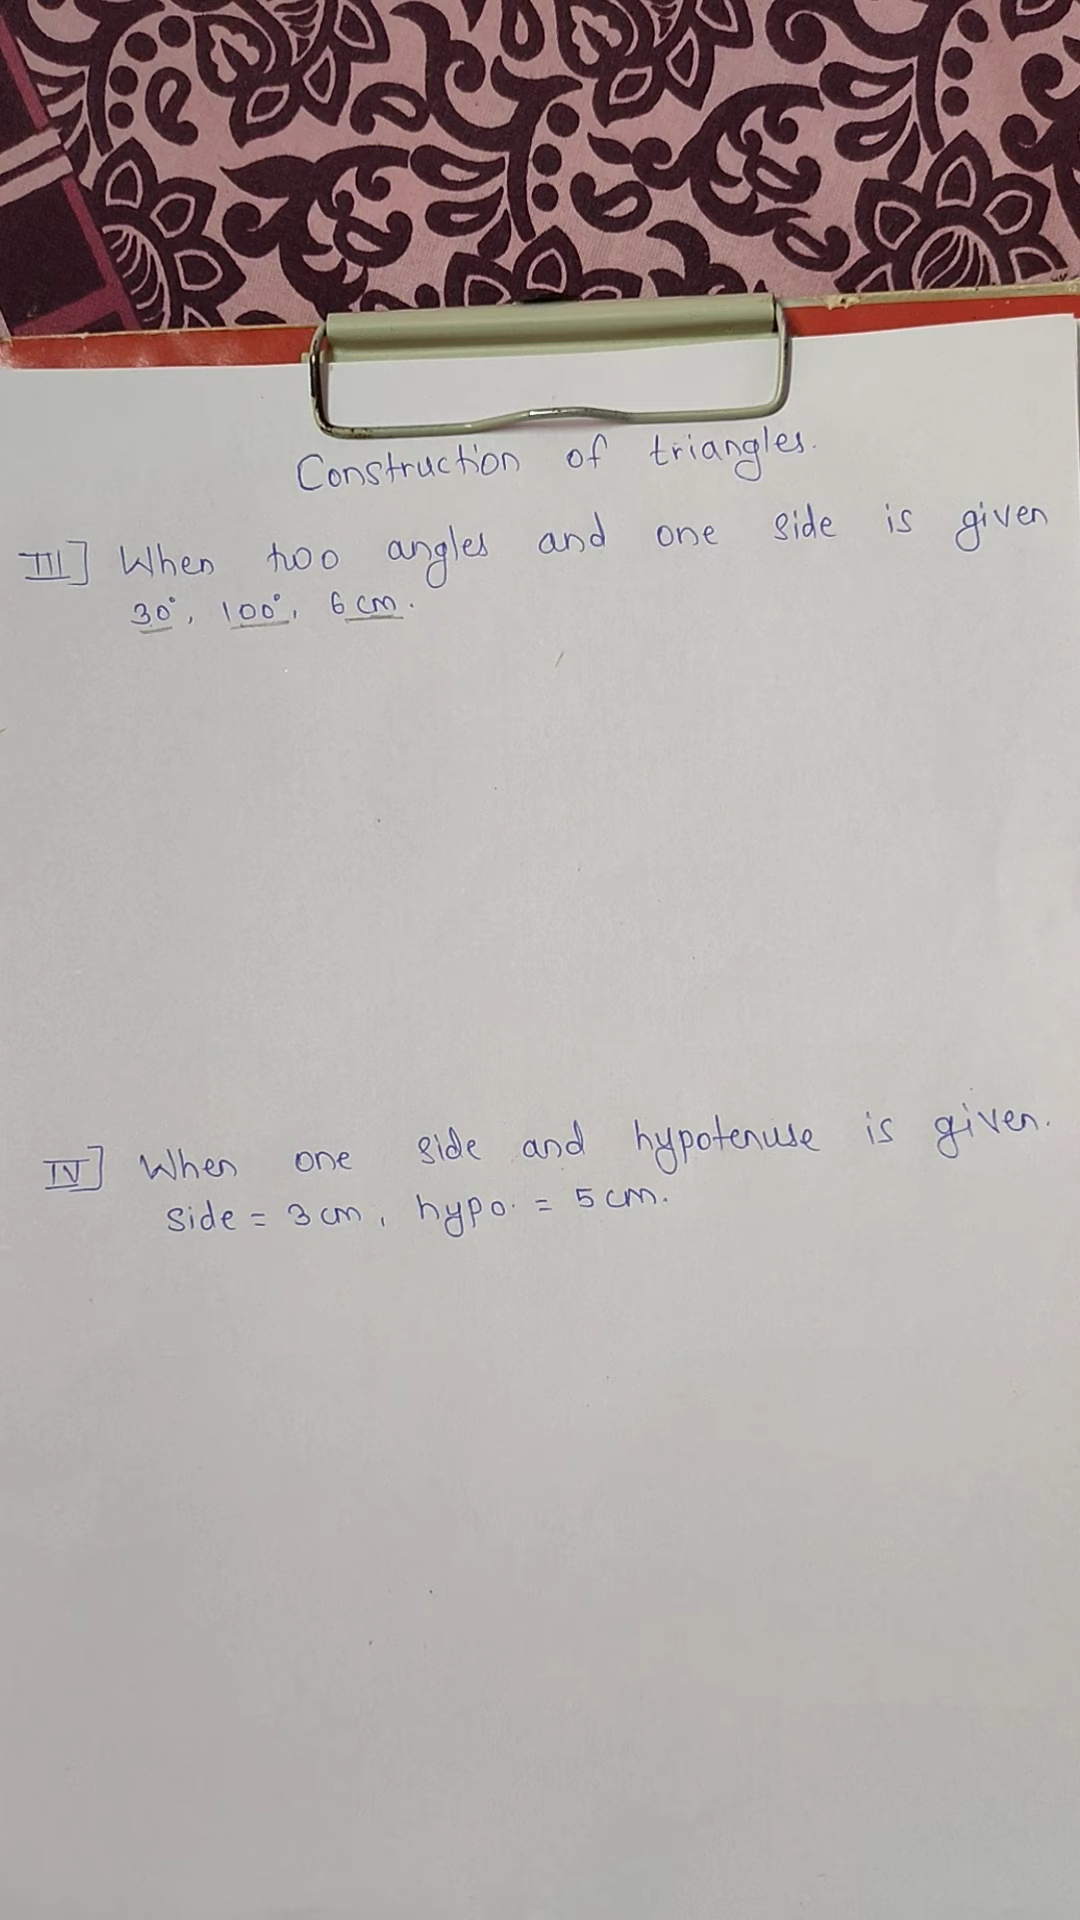 Construction of triangles.
III] When two angles and one side is given
30°, 100°, 6 cm.
IV] When one side and hypotenuse is given.
side = 3 cm, hypo. = 5 cm.